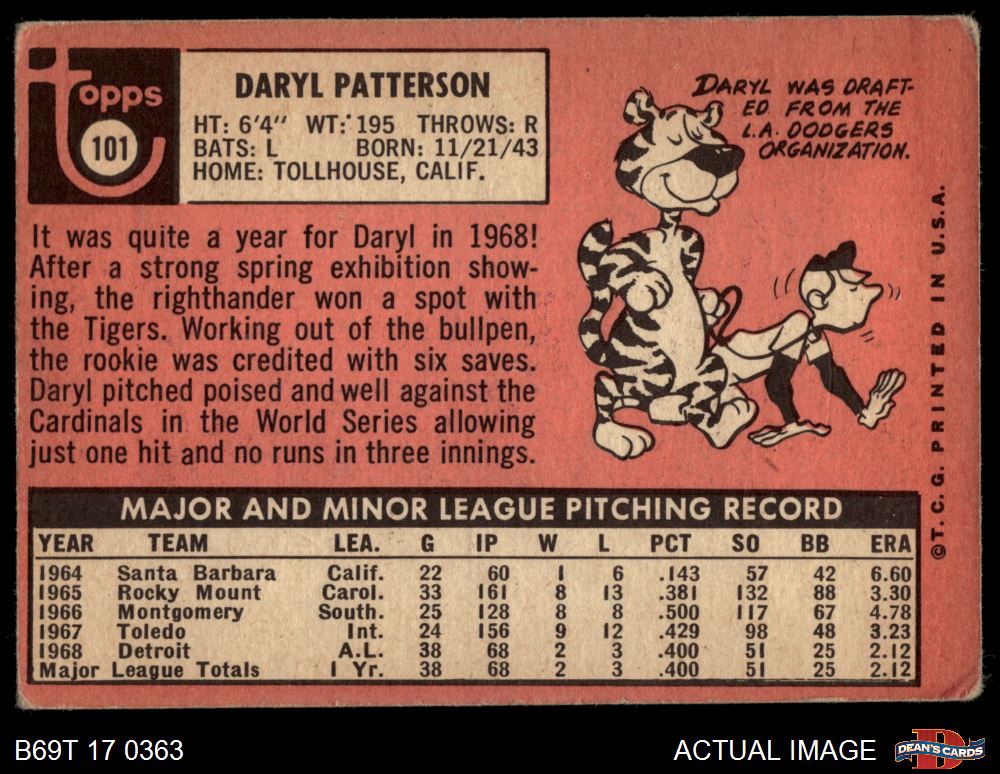 Topps
101
DARYL PATTERSON
HT: 6'4" WT: 195 THROWS: R
BATS: L BORN: 11/21/43
HOME: TOLLHOUSE, CALIF.
DARYL WAS DRAFT-
ED FROM THE
L.A. DODGERS
ORGANIZATION.
It was quite a year for Daryl in 1968!
After a strong spring exhibition show-
ing, the righthander won a spot with
the Tigers. Working out of the bullpen,
the rookie was credited with six saves.
Daryl pitched poised and well against the
Cardinals in the World Series allowing
just one hit and no runs in three innings.
©T.C.G. PRINTED IN U.S.A.
MAJOR AND MINOR LEAGUE PITCHING RECORD
YEAR TEAM LEA. G IP W L PCT SO BB ERA
1964 Santa Barbara Calif. 22 60 1 6 .143 57 42 6.60
1965 Rocky Mount Carol. 33 161 8 13 .381 132 88 3.30
1966 Montgomery South. 25 128 8 8 .500 117 67 4.78
1967 Toledo Int. 24 156 9 12 .429 98 48 3.23
1968 Detroit A.L. 38 68 2 3 .400 51 25 2.12
Major League Totals 1 Yr. 38 68 2 3 .400 51 25 2.12
B69T 17 0363
ACTUAL IMAGE
D
DEAN'S CARDS